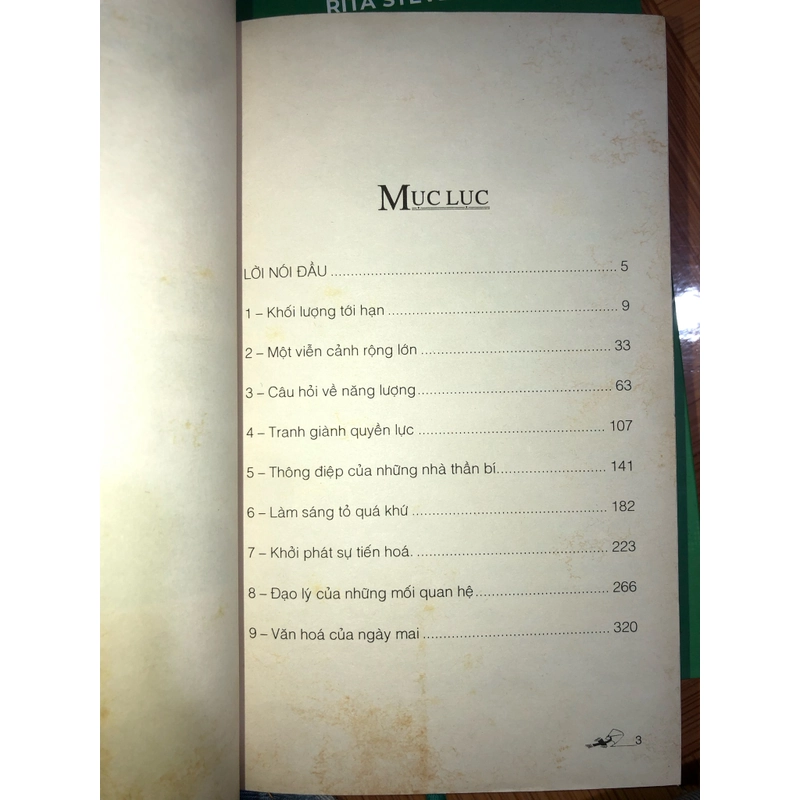 RITA
MỤC LỤC
LỜI NÓI ĐẦU ........................................................................ 5
1 – Khối lượng tới hạn .......................................................... 9
2 – Một viễn cảnh rộng lớn ................................................ 33
3 – Câu hỏi về năng lượng.................................................. 63
4 – Tranh giành quyền lực ............................................... 107
5 – Thông điệp của những nhà thần bí............................ 141
6 – Làm sáng tỏ quá khứ ................................................. 182
7 – Khởi phát sự tiến hoá. ................................................ 223
8 – Đạo lý của những mối quan hệ.................................. 266
9 – Văn hoá của ngày mai ............................................... 320
3